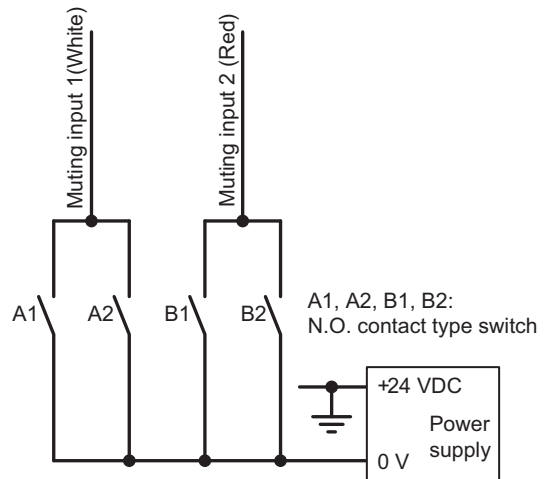 Muting input 1(White)
Muting input 2 (Red)
A1
A2
B1
B2
A1, A2, B1, B2:
N.O. contact type switch
+24 VDC
Power
supply
0 V